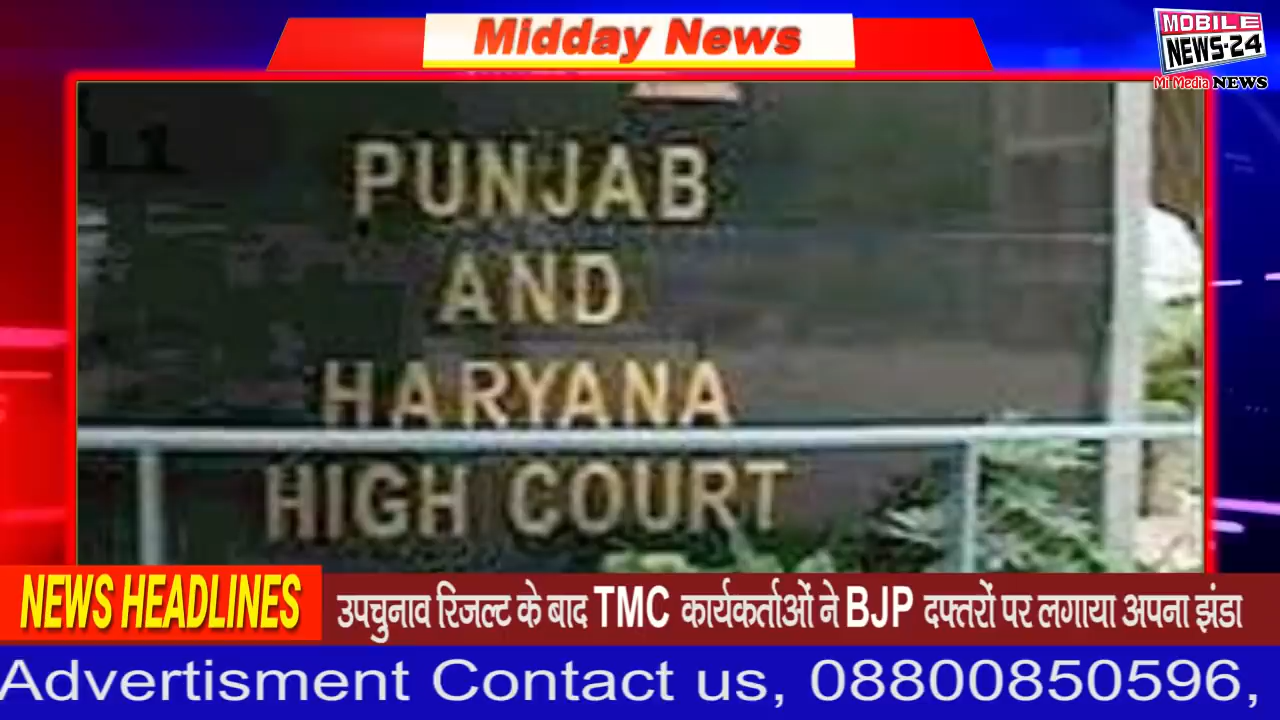 Midday News
MOBILE
NEWS-24
Mi Media NEWS
PUNJAB
AND
HARYANA
HIGH COURT
NEWS HEADLINES
उपचुनाव रिजल्ट के बाद TMC कार्यकर्ताओं ने BJP दफ्तरों पर लगाया अपना झंडा
Advertisment Contact us, 08800850596,